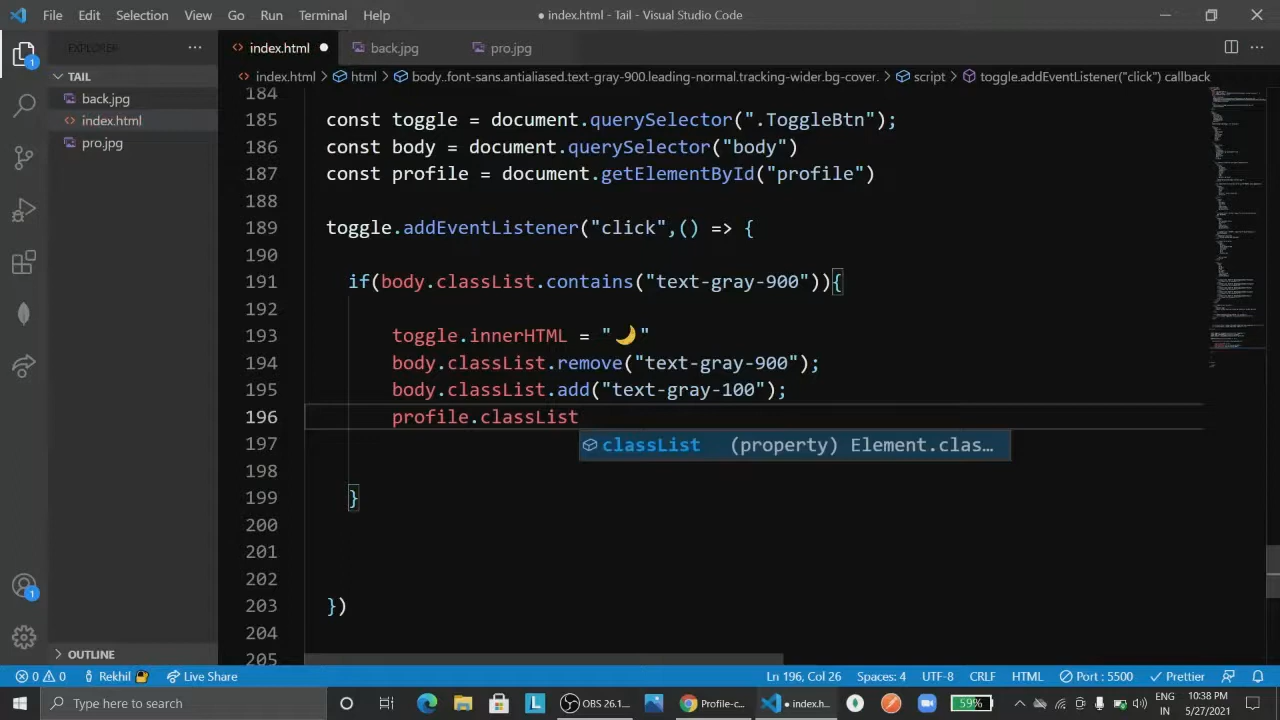 File Edit Selection View Go Run Terminal Help ● index.html - Tail - Visual Studio Code
EXPLORER ··· <> index.html ● back.jpg pro.jpg ···
TAIL
<> index.html > html > body..font-sans.antialiased.text-gray-900.leading-normal.tracking-wider.bg-cover. > script > toggle.addEventListener("click") callback
back.jpg
<> index.html
pro.jpg
184
185 const toggle = document.querySelector(".ToggleBtn");
186 const body = document.querySelector("body")
187 const profile = document.getElementById("profile")
188
189 toggle.addEventListener("click",() => {
190
191 if(body.classList.contains("text-gray-900")){
192
193 toggle.innerHTML = "🌙"
194 body.classList.remove("text-gray-900");
195 body.classList.add("text-gray-100");
196 profile.classList
classList (property) Element.clas…
197
198
199 }
200
201
202
203 })
204
205
1
1
OUTLINE
0 0 Rekhil 🔒 Live Share Ln 196, Col 26 Spaces: 4 UTF-8 CRLF HTML Port : 5500 Prettier
Type here to search L OBS 26.1... Profile-c... ● index.h... 59% ENG IN 10:38 PM 5/27/2021